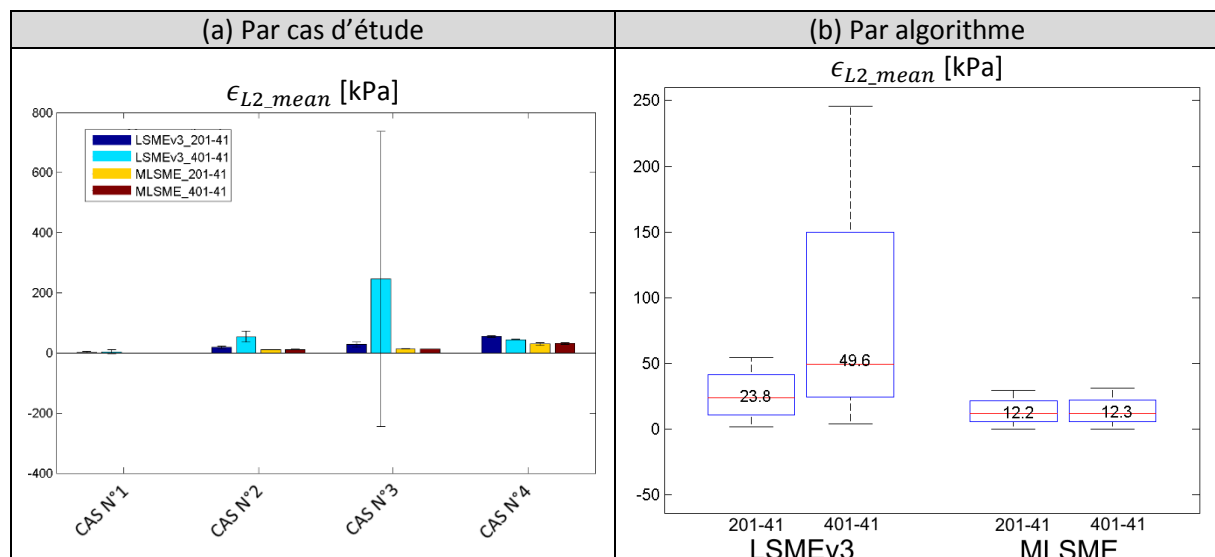 (a) Par cas d'étude
(b) Par algorithme
ϵL2_mean [kPa]
800
600
400
200
0
-200
-400
LSMEv3_201-41
LSMEv3_401-41
MLSME_201-41
MLSME_401-41
CAS N°1
CAS N°2
CAS N°3
CAS N°4
ϵL2_mean [kPa]
250
200
150
100
50
0
-50
23.8
49.6
12.2
12.3
201-41
401-41
201-41
401-41
LSMEv3
MLSME